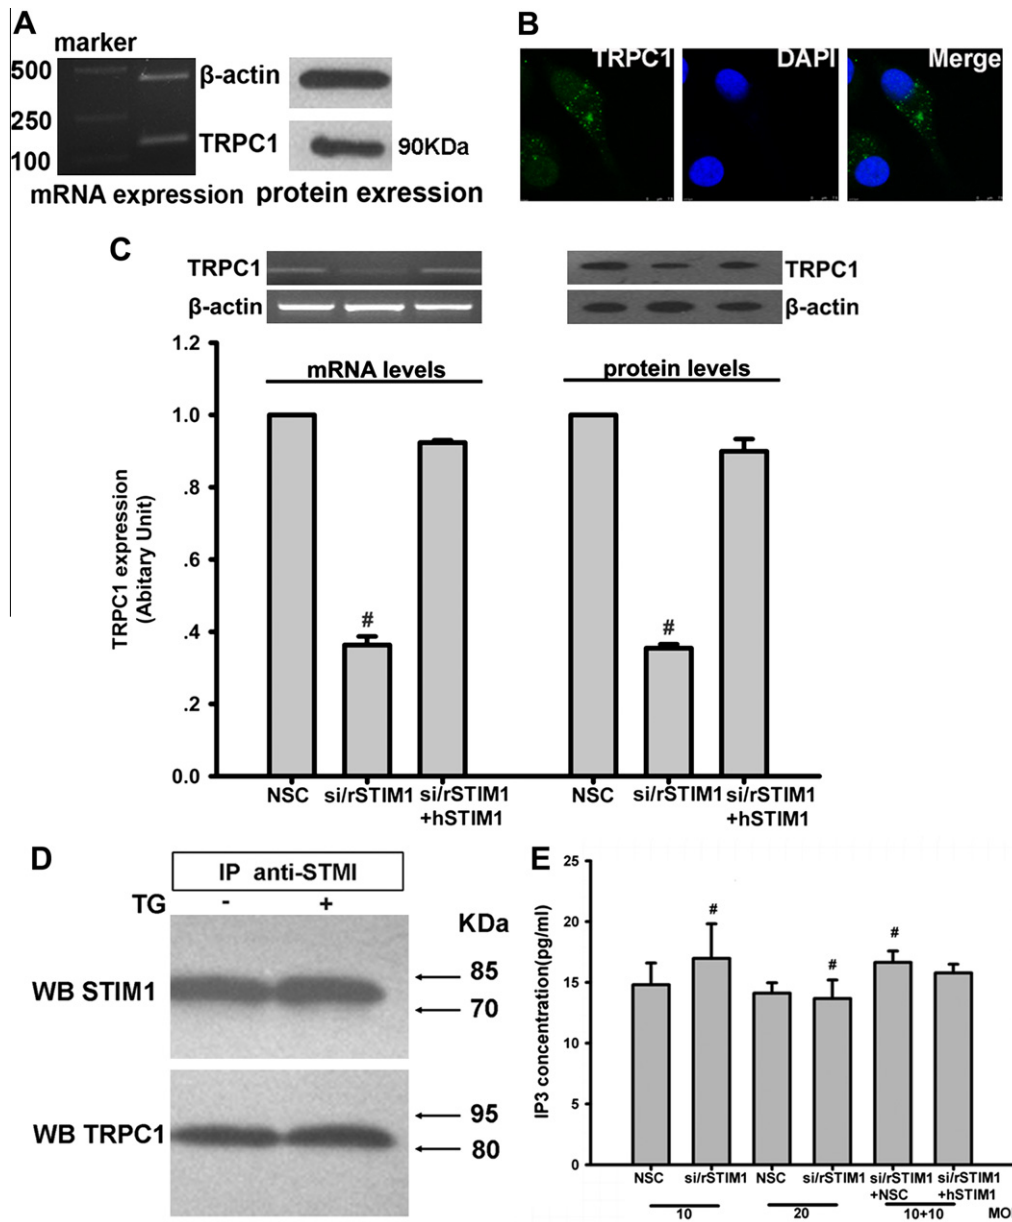 A
marker
500
250
100
β-actin
TRPC1
90KDa
mRNA expression
protein exression
B
TRPC1
DAPI
Merge
C
TRPC1
β-actin
TRPC1
β-actin
mRNA levels
protein levels
TRPC1 expression
(Abitary Unit)
1.2
1.0
.8
.6
.4
.2
0.0
#
#
NSC
si/rSTIM1
si/rSTIM1
+hSTIM1
NSC
si/rSTIM1
si/rSTIM1
+hSTIM1
D
IP anti-STMI
TG
-
+
KDa
WB STIM1
85
70
WB TRPC1
95
80
E
IP3 concentration(pg/ml)
25
20
15
10
5
0
#
#
#
NSC
si/rSTIM1
NSC
si/rSTIM1
si/rSTIM1
+NSC
si/rSTIM1
+hSTIM1
10
20
10+10